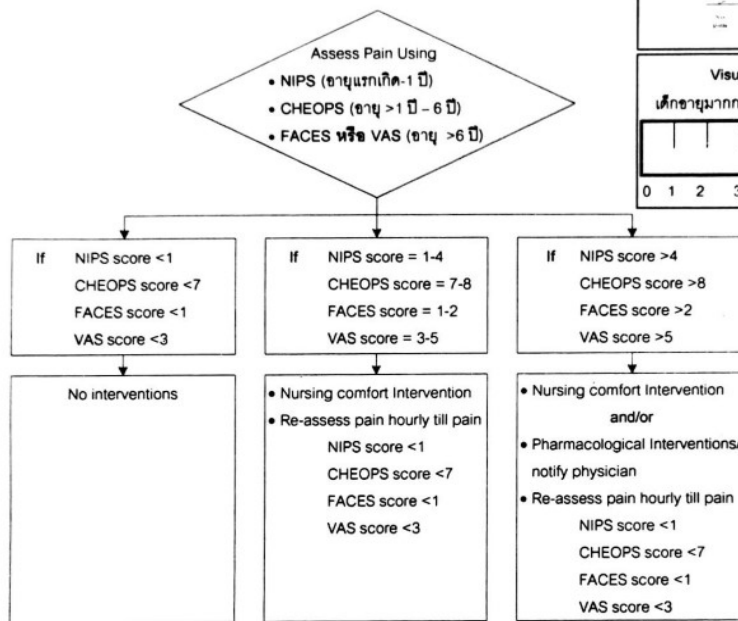 Assess Pain Using
• NIPS (อายุแรกเกิด-1 ปี)
• CHEOPS (อายุ >1 ปี – 6 ปี)
• FACES หรือ VAS (อายุ >6 ปี)
Visu
เด็กอายุมากก
0 1 2 3
If NIPS score <1
CHEOPS score <7
FACES score <1
VAS score <3
If NIPS score = 1-4
CHEOPS score = 7-8
FACES score = 1-2
VAS score = 3-5
If NIPS score >4
CHEOPS score >8
FACES score >2
VAS score >5
No interventions
• Nursing comfort Intervention
• Re-assess pain hourly till pain
NIPS score <1
CHEOPS score <7
FACES score <1
VAS score <3
• Nursing comfort Intervention
and/or
• Pharmacological Interventions/
notify physician
• Re-assess pain hourly till pain
NIPS score <1
CHEOPS score <7
FACES score <1
VAS score <3